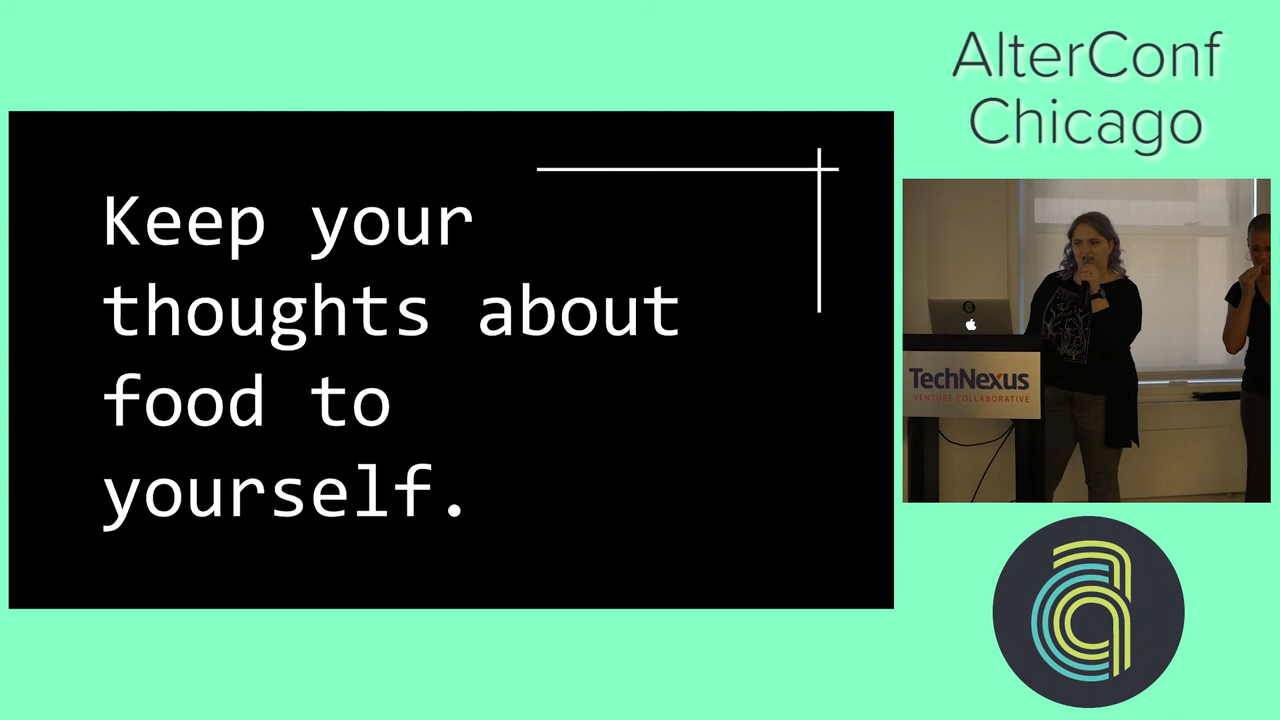 AlterConf
Chicago
Keep your
thoughts about
food to
yourself.
TechNexus
VENTURE COLLABORATIVE